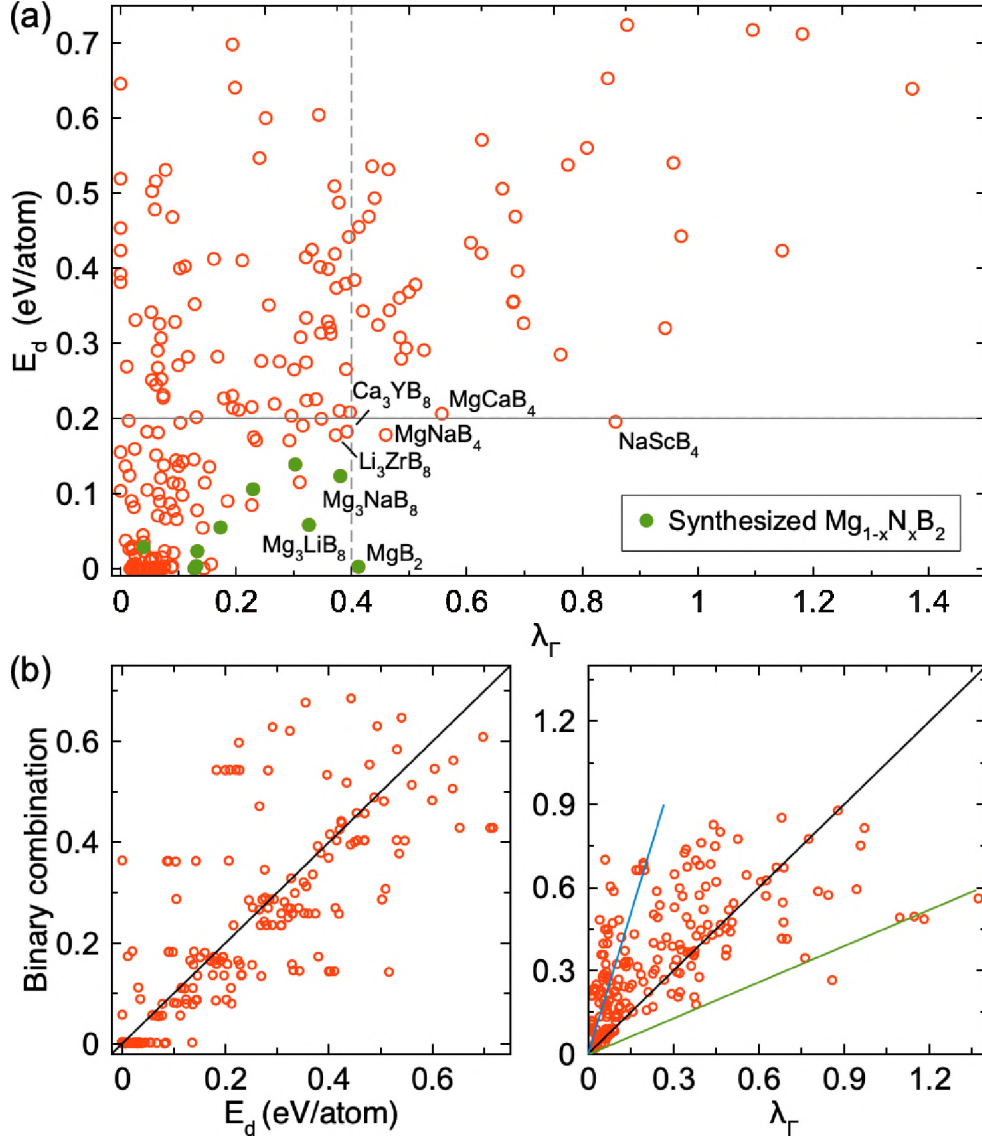 (a)
0.7
0.6
0.5
0.4
0.3
0.2
0.1
0
E_d (eV/atom)
Ca₃YB₈
MgCaB₄
MgNaB₄
NaScB₄
Li₃ZrB₈
Mg₃NaB₈
Mg₃LiB₈
MgB₂
Synthesized Mg₁₋ₓNₓB₂
0 0.2 0.4 0.6 0.8 1 1.2 1.4
λ_Γ
(b)
Binary combination
0.6
0.4
0.2
0
0 0.2 0.4 0.6
E_d (eV/atom)
1.2
0.9
0.6
0.3
0
0 0.3 0.6 0.9 1.2
λ_Γ